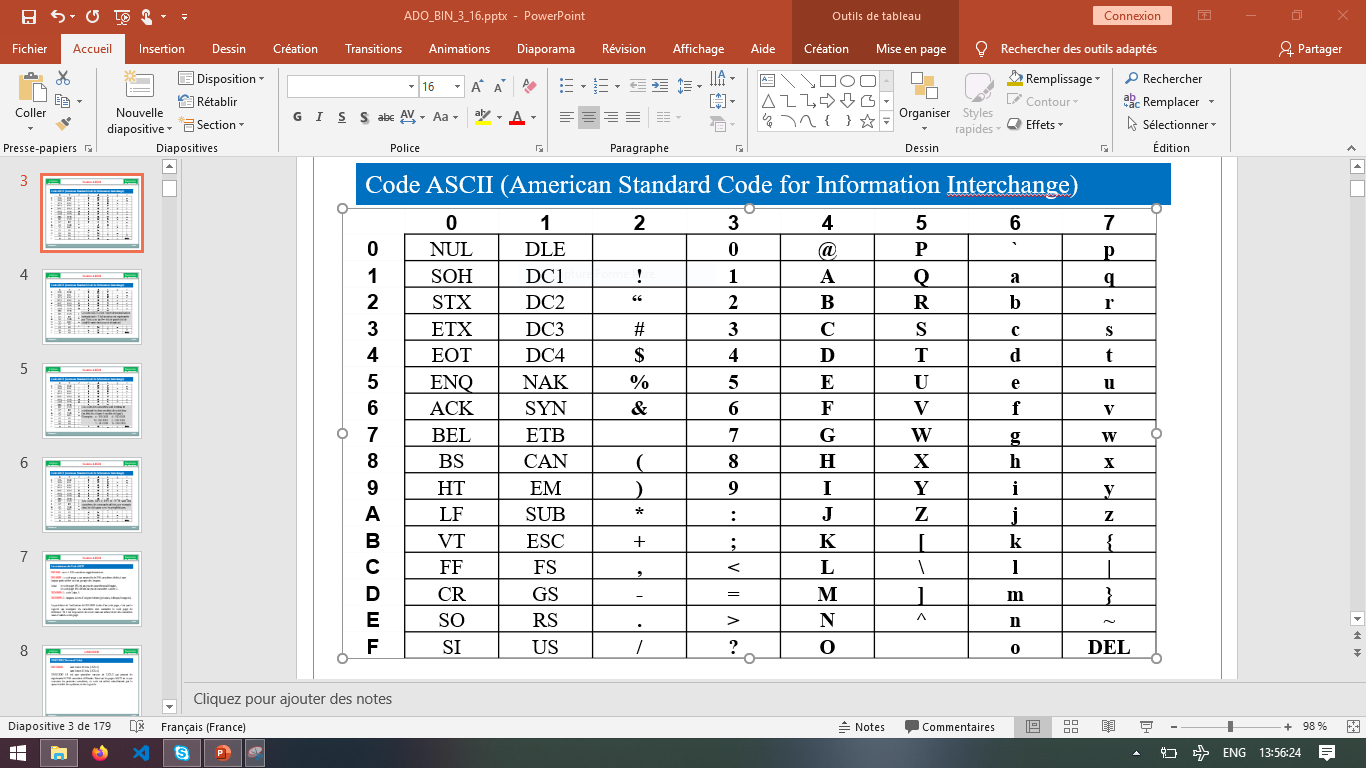 ADO_BIN_3_16.pptx - PowerPoint
Outils de tableau
Connexion
Fichier Accueil Insertion Dessin Création Transitions Animations Diaporama Révision Affichage Aide Création Mise en page Rechercher des outils adaptés Partager
Coller
Presse-papiers
Nouvelle
diapositive
Disposition
Rétablir
Section
Diapositives
16
G I S S abc AV Aa A
Police
Paragraphe
Organiser
Styles
rapides
Remplissage
Contour
Effets
Dessin
Rechercher
Remplacer
Sélectionner
Édition
3
4
5
6
7
8
Code ASCII (American Standard Code for Information Interchange)
0 1 2 3 4 5 6 7
0 NUL DLE 0 @ P ` p
1 SOH DC1 ! 1 A Q a q
2 STX DC2 “ 2 B R b r
3 ETX DC3 # 3 C S c s
4 EOT DC4 $ 4 D T d t
5 ENQ NAK % 5 E U e u
6 ACK SYN & 6 F V f v
7 BEL ETB 7 G W g w
8 BS CAN ( 8 H X h x
9 HT EM ) 9 I Y i y
A LF SUB * : J Z j z
B VT ESC + ; K [ k {
C FF FS , < L \ l |
D CR GS - = M ] m }
E SO RS . > N ^ n ~
F SI US / ? O o DEL
Cliquez pour ajouter des notes
Diapositive 3 de 179 Français (France) Notes Commentaires 98 %
ENG 13:56:24